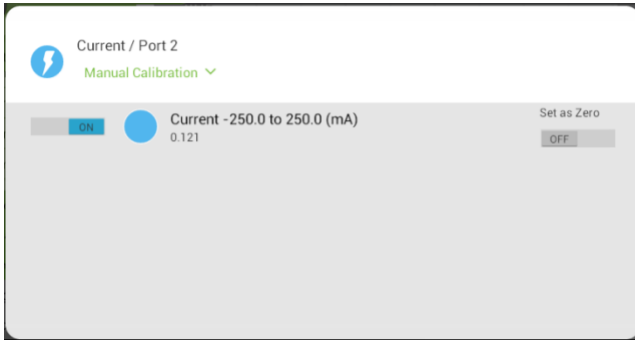 Current / Port 2
Manual Calibration
ON
Current -250.0 to 250.0 (mA)
0.121
Set as Zero
OFF